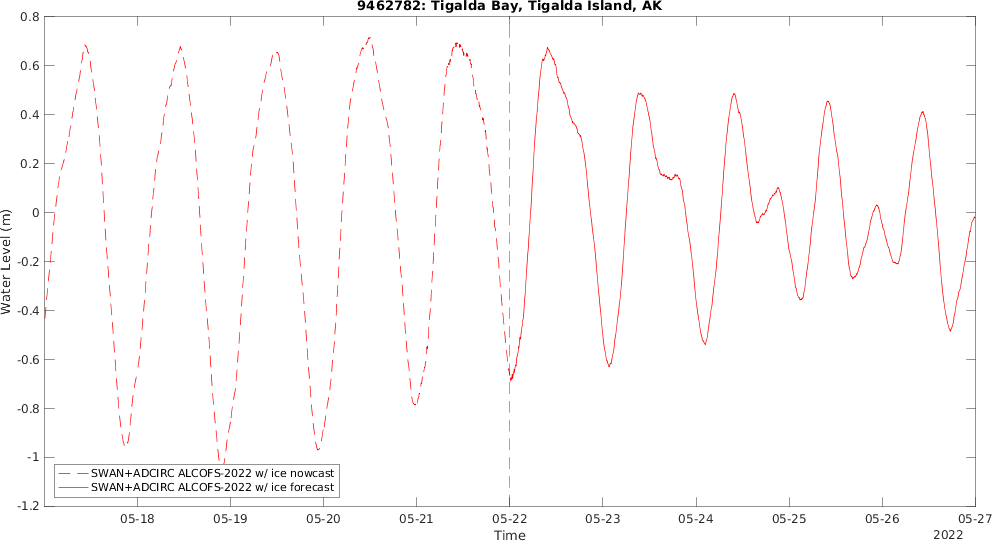 9462782: Tigalda Bay, Tigalda Island, AK
0.8
0.6
0.4
0.2
0
-0.2
-0.4
-0.6
-0.8
-1
-1.2
Water Level (m)
SWAN+ADCIRC ALCOFS-2022 w/ ice nowcast
SWAN+ADCIRC ALCOFS-2022 w/ ice forecast
05-18 05-19 05-20 05-21 05-22 05-23 05-24 05-25 05-26 05-27
Time
2022